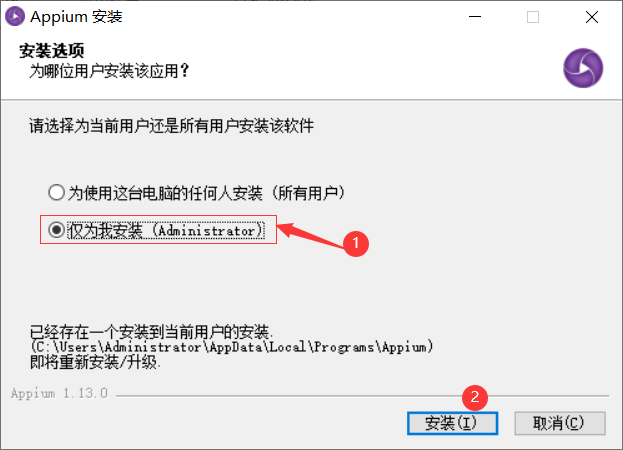 Appium 安装
安装选项
为哪位用户安装该应用？
请选择为当前用户还是所有用户安装该软件
为使用这台电脑的任何人安装 (所有用户)
仅为我安装 (Administrator)
1
已经存在一个安装到当前用户的安装.
(C:\Users\Administrator\AppData\Local\Programs\Appium)
即将重新安装/升级.
Appium 1.13.0
2
安装(I) 取消(C)